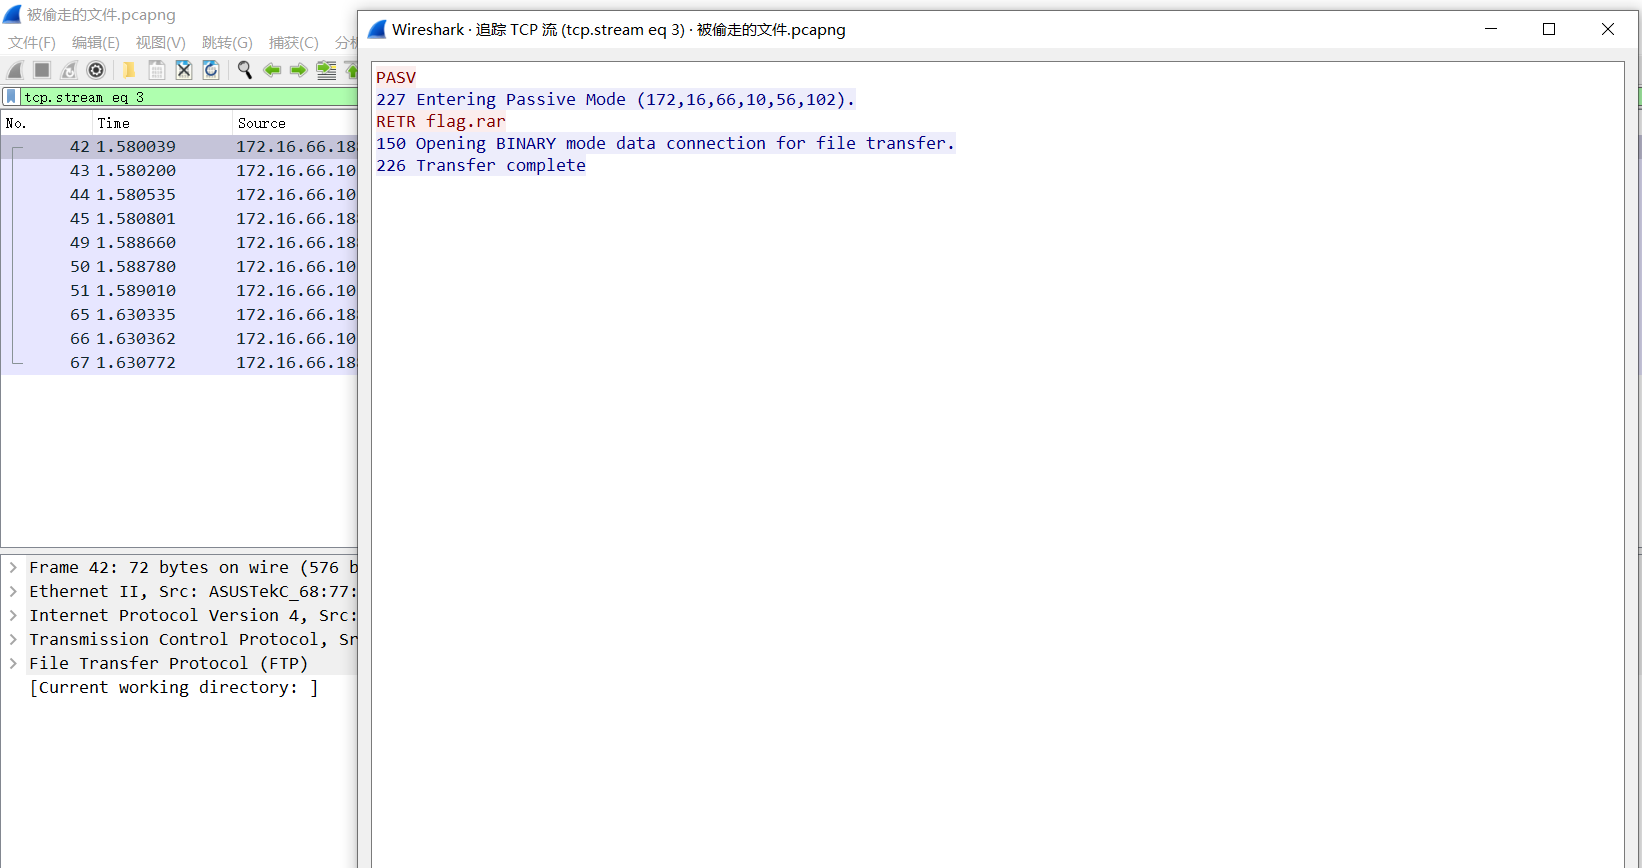 被偷走的文件.pcapng
文件(F) 编辑(E) 视图(V) 跳转(G) 捕获(C) 分析
tcp.stream eq 3
No. Time Source
42 1.580039 172.16.66.18
43 1.580200 172.16.66.10
44 1.580535 172.16.66.10
45 1.580801 172.16.66.18
49 1.588660 172.16.66.18
50 1.588780 172.16.66.10
51 1.589010 172.16.66.10
65 1.630335 172.16.66.18
66 1.630362 172.16.66.10
67 1.630772 172.16.66.18
Frame 42: 72 bytes on wire (576 b
Ethernet II, Src: ASUSTekC_68:77:
Internet Protocol Version 4, Src:
Transmission Control Protocol, Sr
File Transfer Protocol (FTP)
[Current working directory: ]
Wireshark · 追踪 TCP 流 (tcp.stream eq 3) · 被偷走的文件.pcapng
PASV
227 Entering Passive Mode (172,16,66,10,56,102).
RETR flag.rar
150 Opening BINARY mode data connection for file transfer.
226 Transfer complete